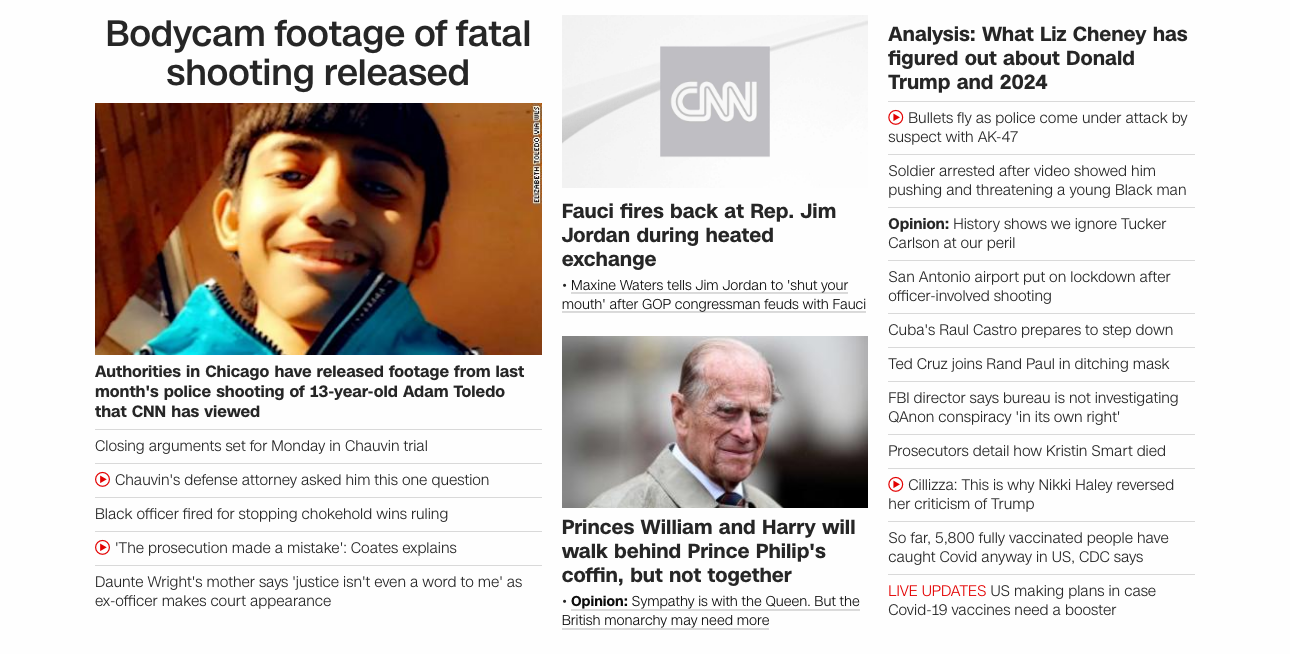 Bodycam footage of fatal
shooting released
ELIZABETH TOLEDO VIA WLS
Authorities in Chicago have released footage from last
month's police shooting of 13-year-old Adam Toledo
that CNN has viewed
Closing arguments set for Monday in Chauvin trial
Chauvin's defense attorney asked him this one question
Black officer fired for stopping chokehold wins ruling
'The prosecution made a mistake': Coates explains
Daunte Wright's mother says 'justice isn't even a word to me' as
ex-officer makes court appearance
CNN
Fauci fires back at Rep. Jim
Jordan during heated
exchange
• Maxine Waters tells Jim Jordan to 'shut your
mouth' after GOP congressman feuds with Fauci
Princes William and Harry will
walk behind Prince Philip's
coffin, but not together
• Opinion: Sympathy is with the Queen. But the
British monarchy may need more
Analysis: What Liz Cheney has
figured out about Donald
Trump and 2024
Bullets fly as police come under attack by
suspect with AK-47
Soldier arrested after video showed him
pushing and threatening a young Black man
Opinion: History shows we ignore Tucker
Carlson at our peril
San Antonio airport put on lockdown after
officer-involved shooting
Cuba's Raul Castro prepares to step down
Ted Cruz joins Rand Paul in ditching mask
FBI director says bureau is not investigating
QAnon conspiracy 'in its own right'
Prosecutors detail how Kristin Smart died
Cillizza: This is why Nikki Haley reversed
her criticism of Trump
So far, 5,800 fully vaccinated people have
caught Covid anyway in US, CDC says
LIVE UPDATES US making plans in case
Covid-19 vaccines need a booster